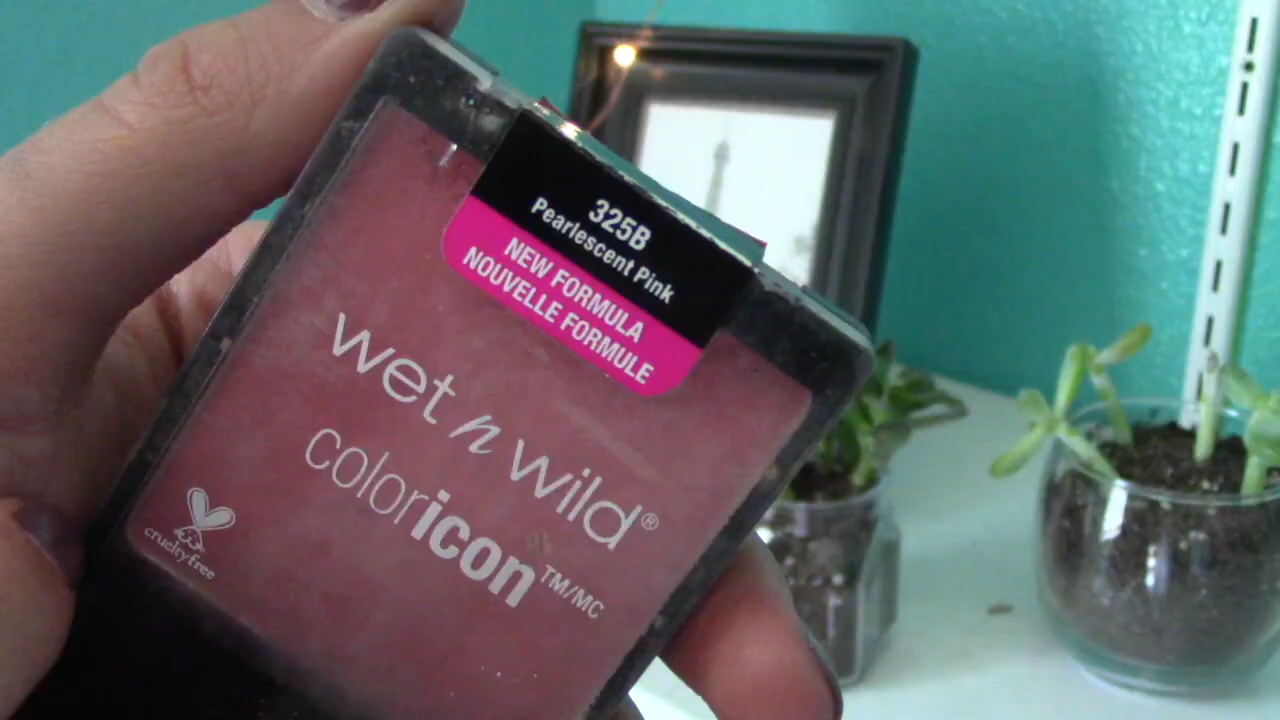 325B
Pearlescent Pink
NEW FORMULA
NOUVELLE FORMULE
wet n wild®
coloricon™/MC
crueltyfree